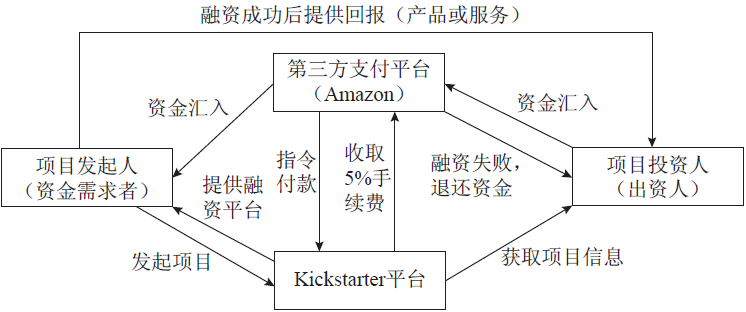 融资成功后提供回报（产品或服务）
第三方支付平台
（Amazon）
资金汇入
资金汇入
项目发起人
（资金需求者）
提供融
资平台
指令
付款
收取
5%手
续费
融资失败，
退还资金
项目投资人
（出资人）
发起项目
Kickstarter平台
获取项目信息